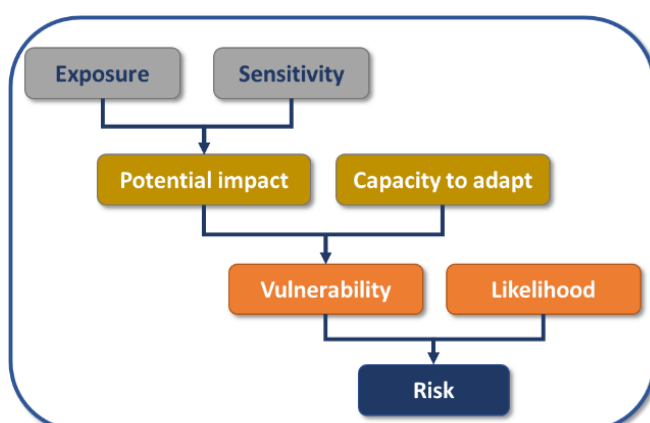 Exposure
Sensitivity
Potential impact
Capacity to adapt
Vulnerability
Likelihood
Risk